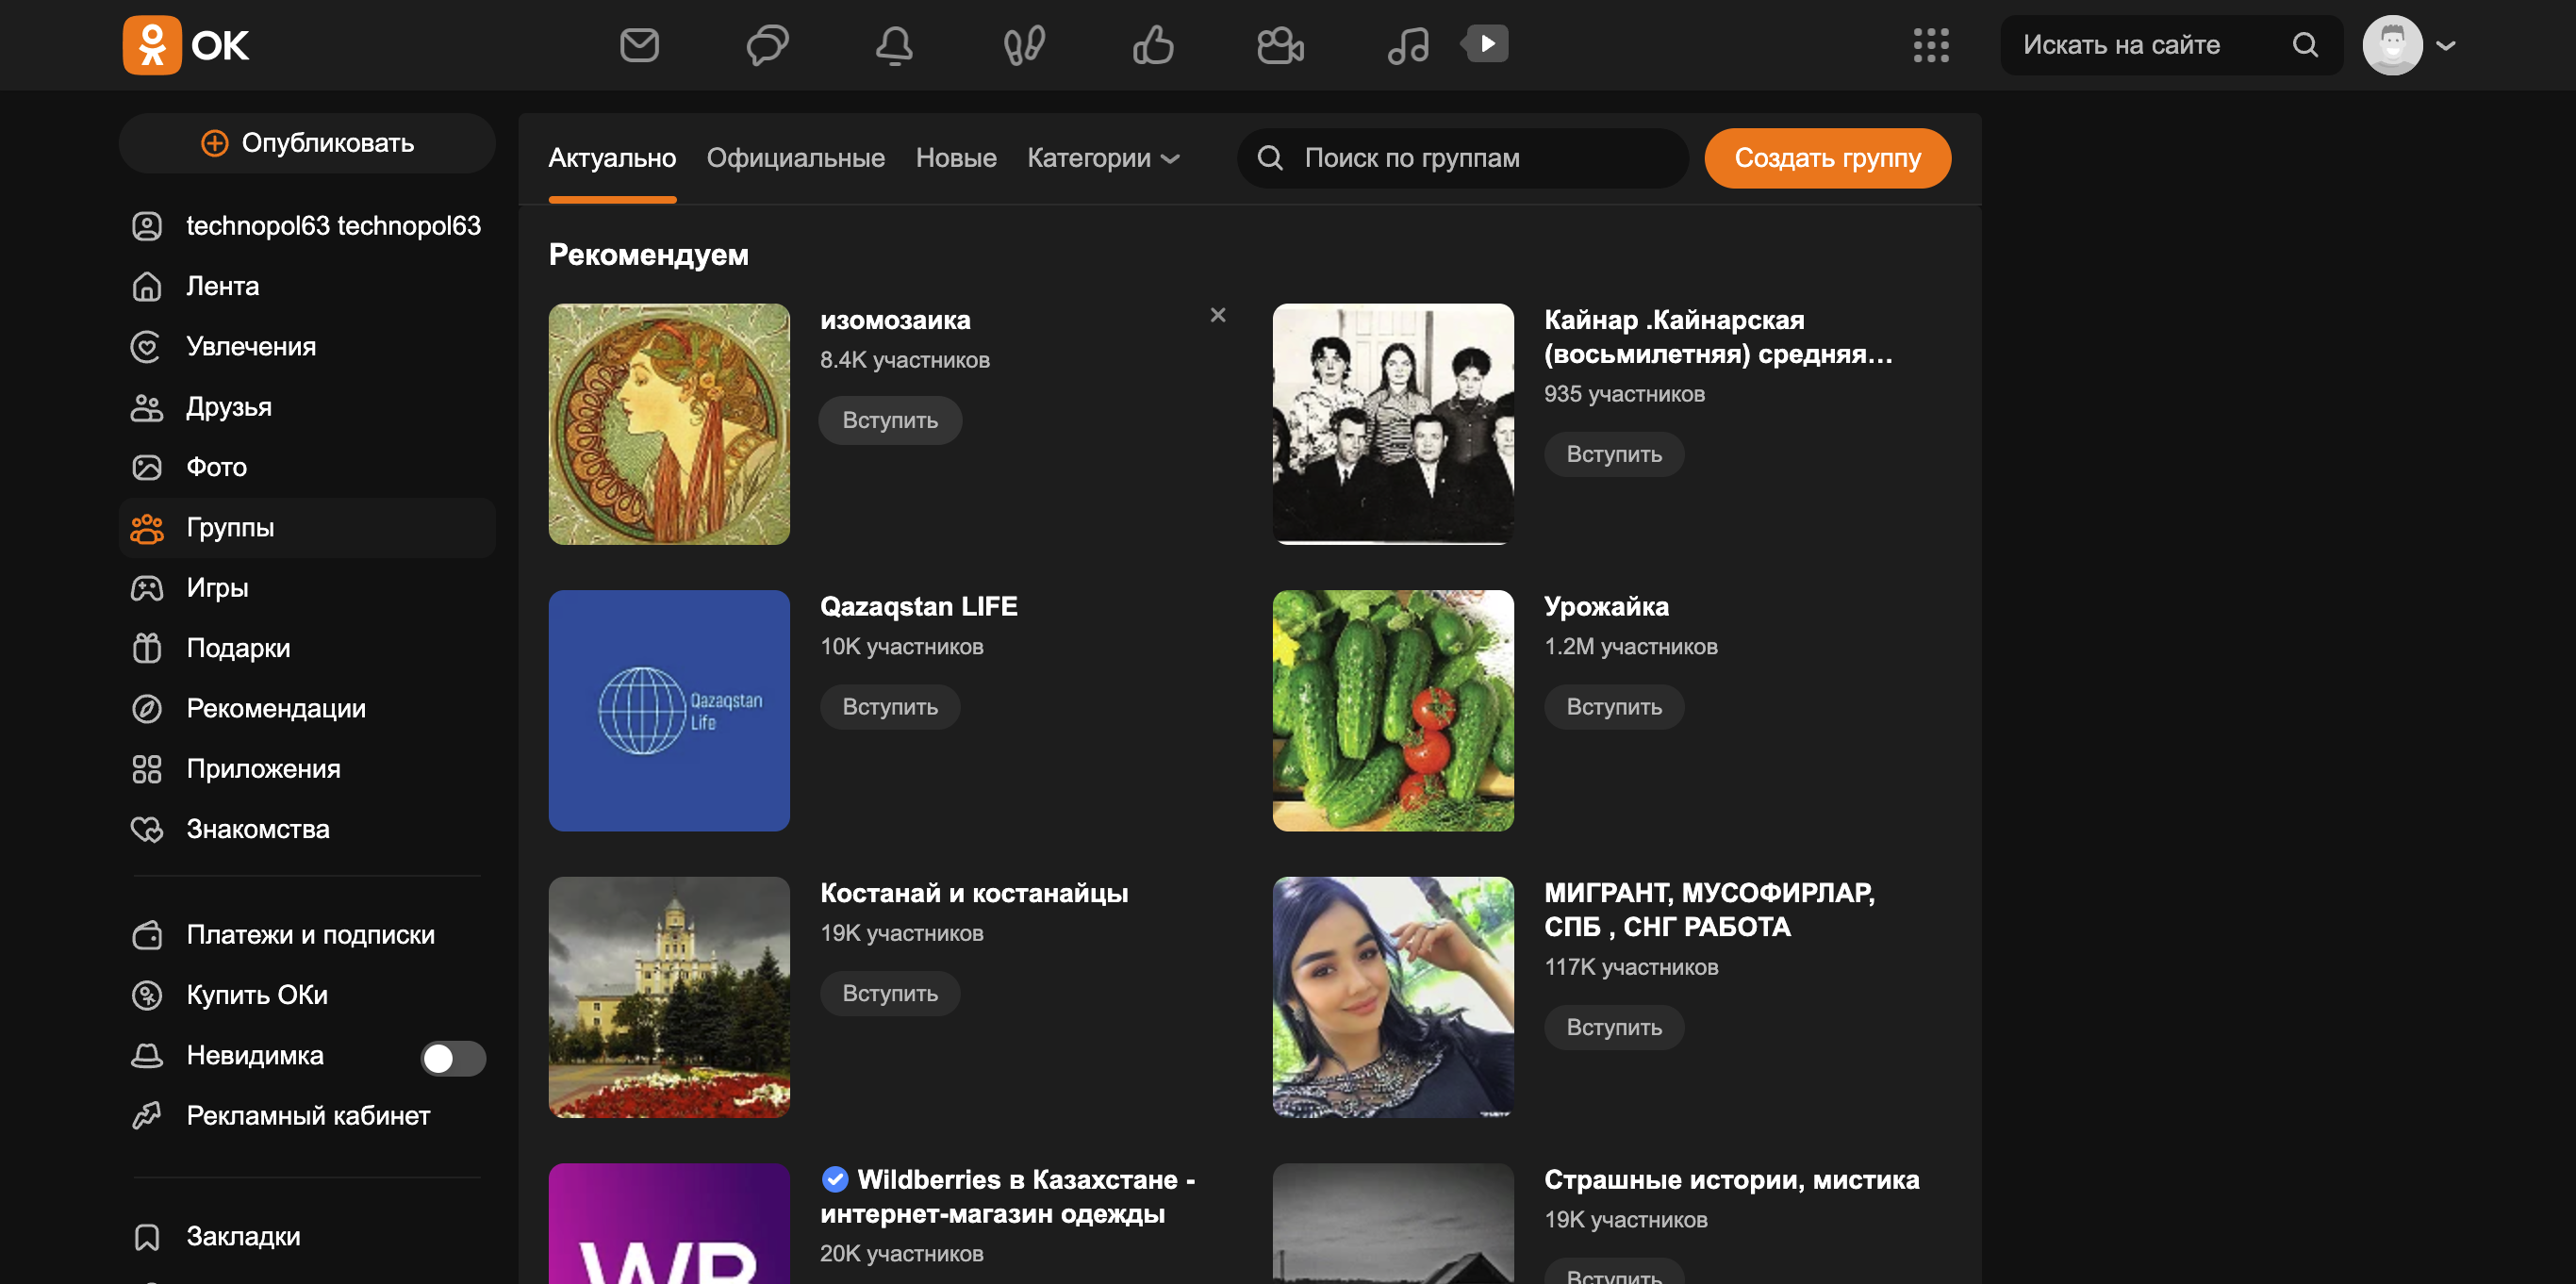 OK
Искать на сайте
Опубликовать
technopol63 technopol63
Лента
Увлечения
Друзья
Фото
Группы
Игры
Подарки
Рекомендации
Приложения
Знакомства
Платежи и подписки
Купить ОКи
Невидимка
Рекламный кабинет
Закладки
Актуально
Официальные
Новые
Категории
Поиск по группам
Создать группу
Рекомендуем
изомозаика
8.4K участников
Вступить
Кайнар .Кайнарская
(восьмилетняя) средняя...
935 участников
Вступить
Qazaqstan
Life
Qazaqstan LIFE
10K участников
Вступить
Урожайка
1.2M участников
Вступить
Костанай и костанайцы
19K участников
Вступить
МИГРАНТ, МУСОФИРЛАР,
СПБ , СНГ РАБОТА
117K участников
Вступить
WB
Wildberries в Казахстане -
интернет-магазин одежды
20K участников
Страшные истории, мистика
19K участников
Вступить